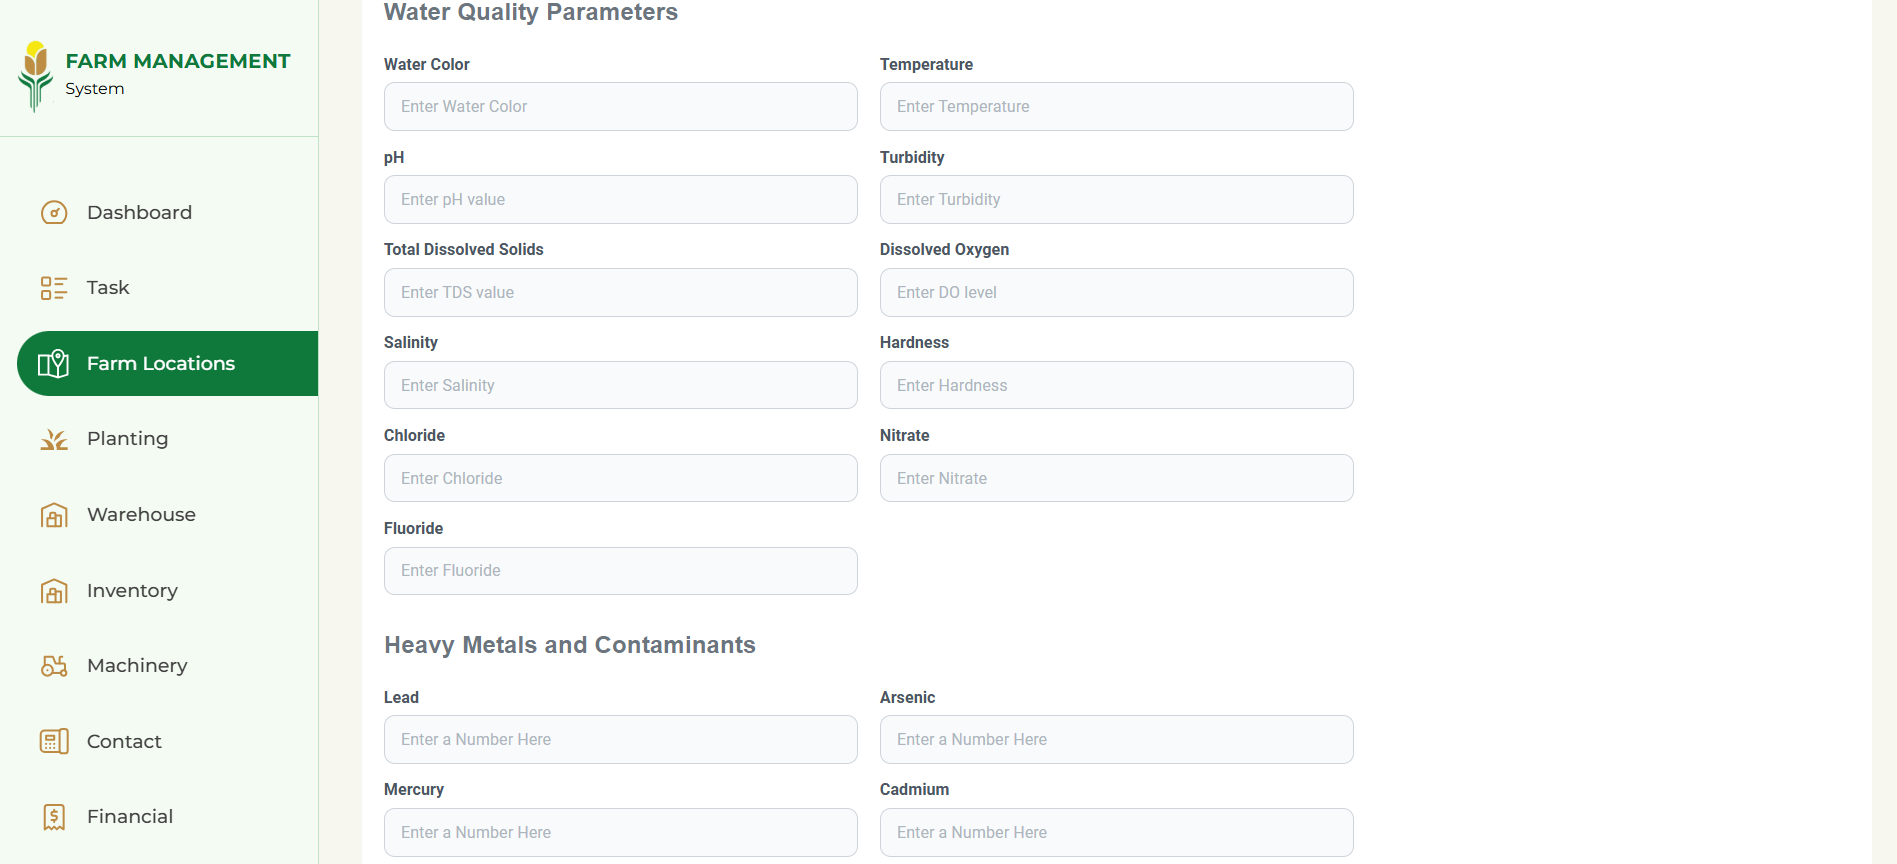 FARM MANAGEMENT
System
Dashboard
Task
Farm Locations
Planting
Warehouse
Inventory
Machinery
Contact
Financial
Water Quality Parameters
Water Color
Temperature
Enter Water Color
Enter Temperature
pH
Turbidity
Enter pH value
Enter Turbidity
Total Dissolved Solids
Dissolved Oxygen
Enter TDS value
Enter DO level
Salinity
Hardness
Enter Salinity
Enter Hardness
Chloride
Nitrate
Enter Chloride
Enter Nitrate
Fluoride
Enter Fluoride
Heavy Metals and Contaminants
Lead
Arsenic
Enter a Number Here
Enter a Number Here
Mercury
Cadmium
Enter a Number Here
Enter a Number Here